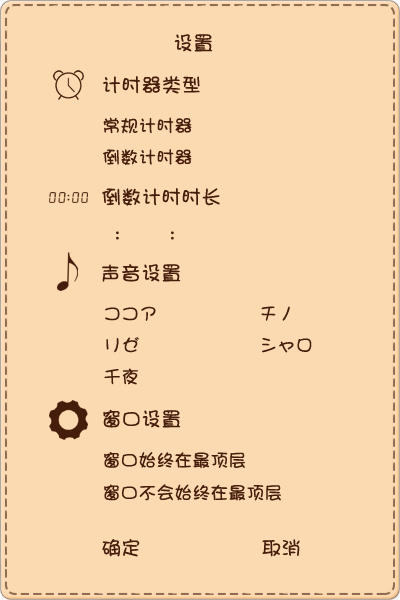 设置
计时器类型
常规计时器
倒数计时器
00:00 倒数计时时长
: :
声音设置
ココア チノ
リゼ シャロ
千夜
窗口设置
窗口始终在最顶层
窗口不会始终在最顶层
确定 取消